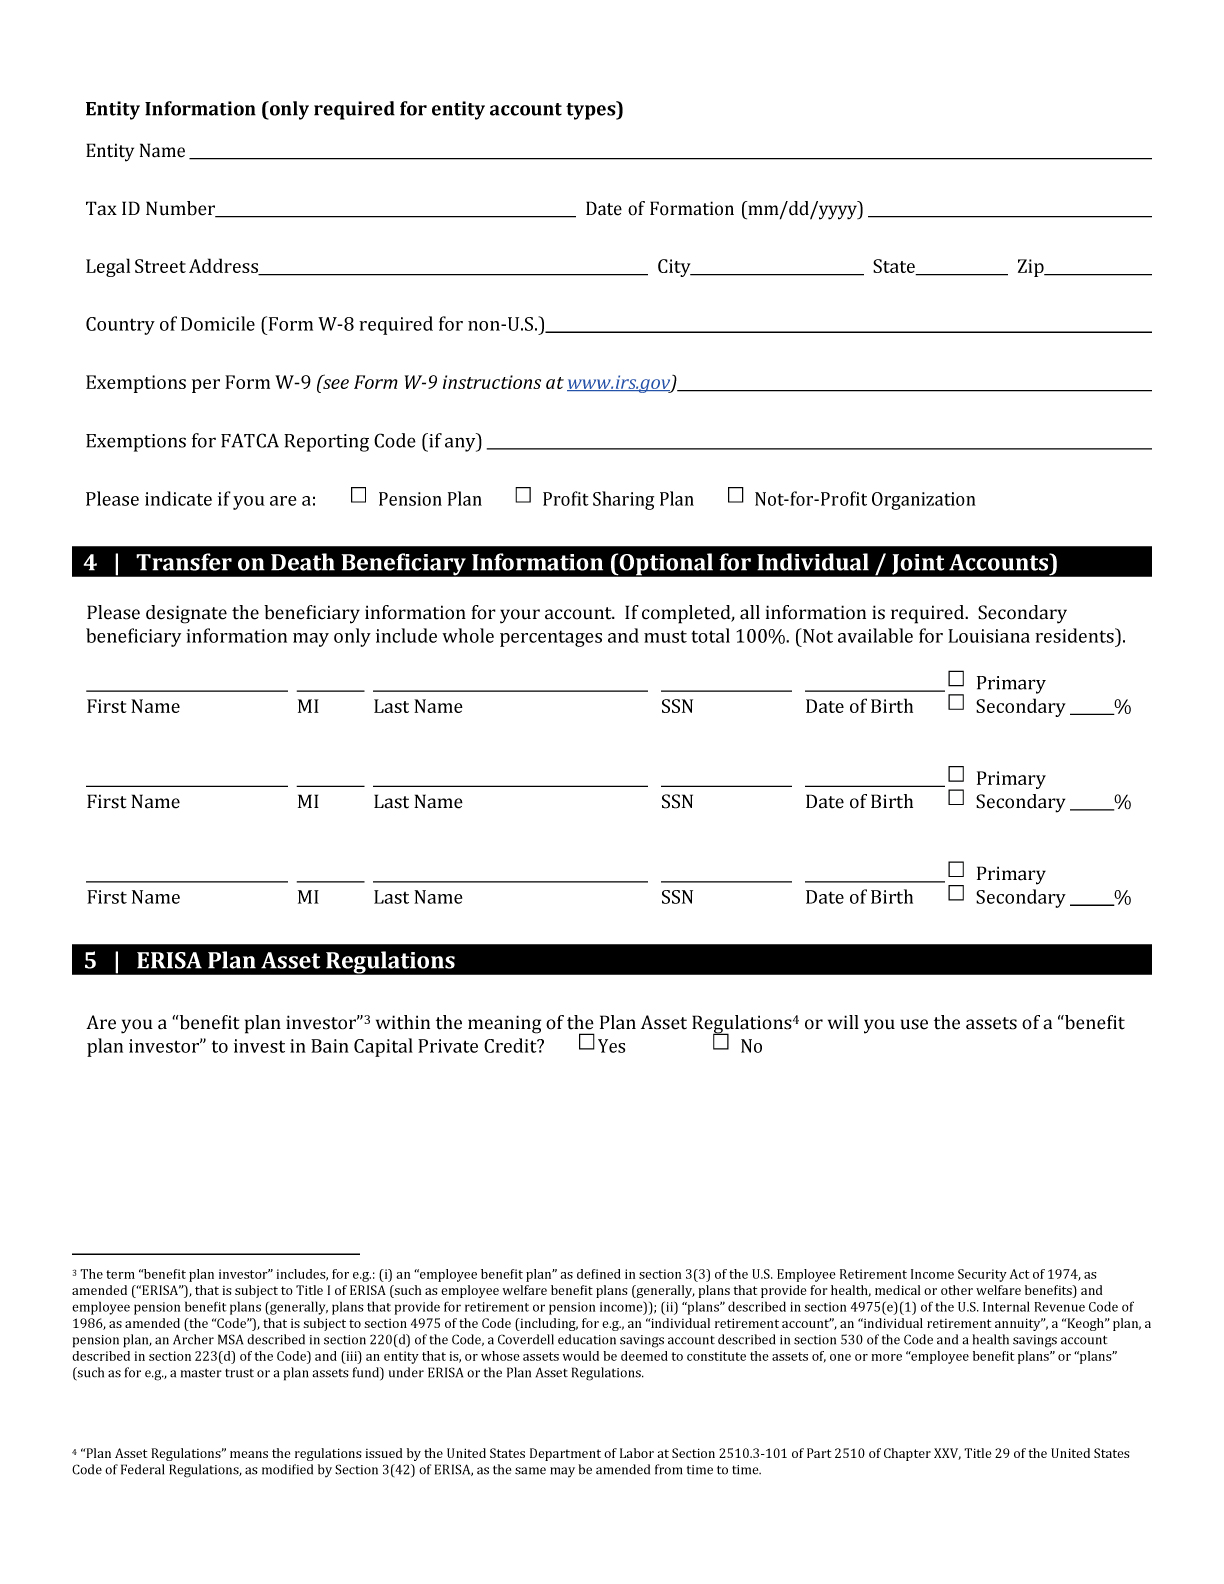 Entity Information (only required for entity account types)
Entity Name
Tax ID Number Date of Formation (mm/dd/yyyy)
Legal Street Address City State Zip
Country of Domicile (Form W-8 required for non-U.S.)
Exemptions per Form W-9 (see Form W-9 instructions at www.irs.gov)
Exemptions for FATCA Reporting Code (if any)
Please indicate if you are a: ☐ Pension Plan ☐ Profit Sharing Plan ☐ Not-for-Profit Organization
4 | Transfer on Death Beneficiary Information (Optional for Individual / Joint Accounts)
Please designate the beneficiary information for your account. If completed, all information is required. Secondary
beneficiary information may only include whole percentages and must total 100%. (Not available for Louisiana residents).
☐ Primary
First Name MI Last Name SSN Date of Birth ☐ Secondary _____%
☐ Primary
First Name MI Last Name SSN Date of Birth ☐ Secondary _____%
☐ Primary
First Name MI Last Name SSN Date of Birth ☐ Secondary _____%
5 | ERISA Plan Asset Regulations
Are you a “benefit plan investor”³ within the meaning of the Plan Asset Regulations⁴ or will you use the assets of a “benefit
plan investor” to invest in Bain Capital Private Credit? ☐ Yes ☐ No
³ The term “benefit plan investor” includes, for e.g.: (i) an “employee benefit plan” as defined in section 3(3) of the U.S. Employee Retirement Income Security Act of 1974, as
amended (“ERISA”), that is subject to Title I of ERISA (such as employee welfare benefit plans (generally, plans that provide for health, medical or other welfare benefits) and
employee pension benefit plans (generally, plans that provide for retirement or pension income)); (ii) “plans” described in section 4975(e)(1) of the U.S. Internal Revenue Code of
1986, as amended (the “Code”), that is subject to section 4975 of the Code (including, for e.g., an “individual retirement account”, an “individual retirement annuity”, a “Keogh” plan, a
pension plan, an Archer MSA described in section 220(d) of the Code, a Coverdell education savings account described in section 530 of the Code and a health savings account
described in section 223(d) of the Code) and (iii) an entity that is, or whose assets would be deemed to constitute the assets of, one or more “employee benefit plans” or “plans”
(such as for e.g., a master trust or a plan assets fund) under ERISA or the Plan Asset Regulations.
⁴ “Plan Asset Regulations” means the regulations issued by the United States Department of Labor at Section 2510.3-101 of Part 2510 of Chapter XXV, Title 29 of the United States
Code of Federal Regulations, as modified by Section 3(42) of ERISA, as the same may be amended from time to time.